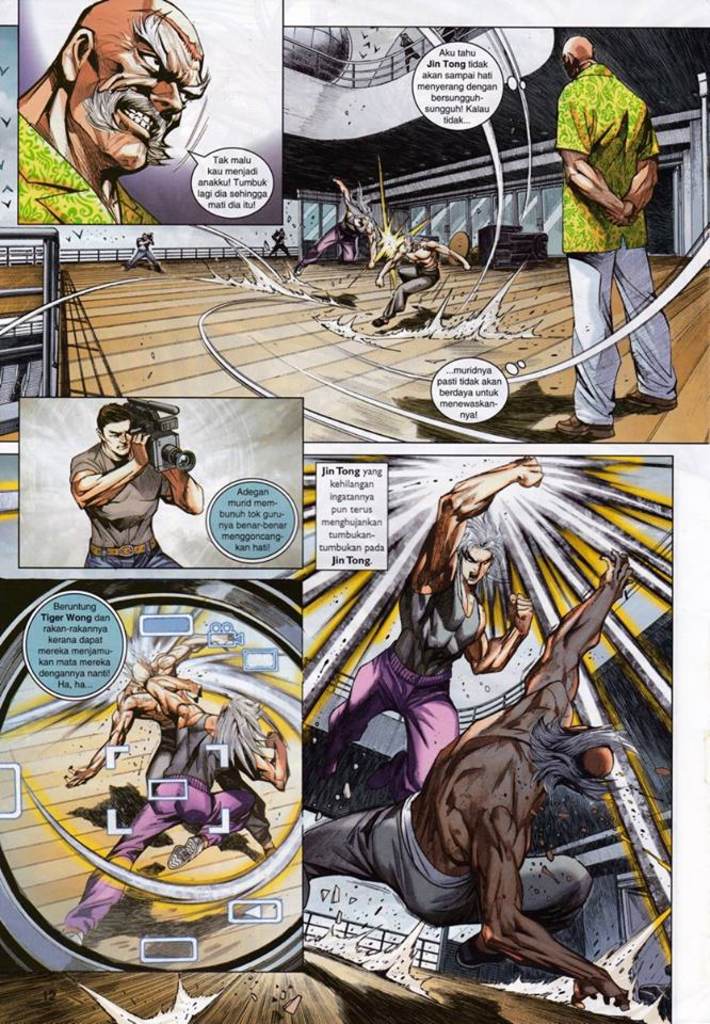 Tak malu
kau menjadi
anakku! Tumbuk
lagi dia sehingga
mati dia itu!
Aku tahu
Jin Tong tidak
akan sampai hati
menyerang dengan
bersungguh-
sungguh! Kalau
tidak...
...muridnya
pasti tidak akan
berdaya untuk
menewaskan-
nya!
Adegan
murid mem-
bunuh tok guru-
nya benar-benar
menggoncang-
kan hati!
Jin Tong yang
kehilangan
ingatannya
pun terus
menghujankan
tumbukan-
tumbukan pada
Jin Tong.
Beruntung
Tiger Wong dan
rakan-rakannya
kerana dapat
mereka menjamu-
kan mata mereka
dengannya nanti!
Ha, ha...
12